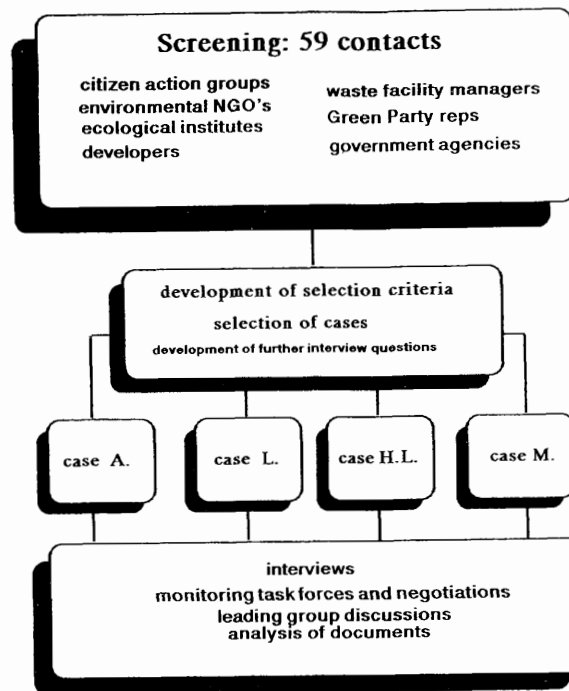 Screening: 59 contacts
citizen action groups
environmental NGO's
ecological institutes
developers
waste facility managers
Green Party reps
government agencies
development of selection criteria
selection of cases
development of further interview questions
case A.
case L.
case H.L.
case M.
interviews
monitoring task forces and negotiations
leading group discussions
analysis of documents